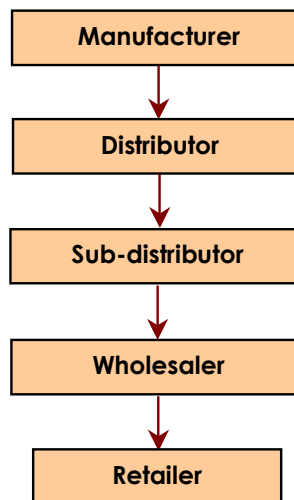 Manufacturer
Distributor
Sub-distributor
Wholesaler
Retailer